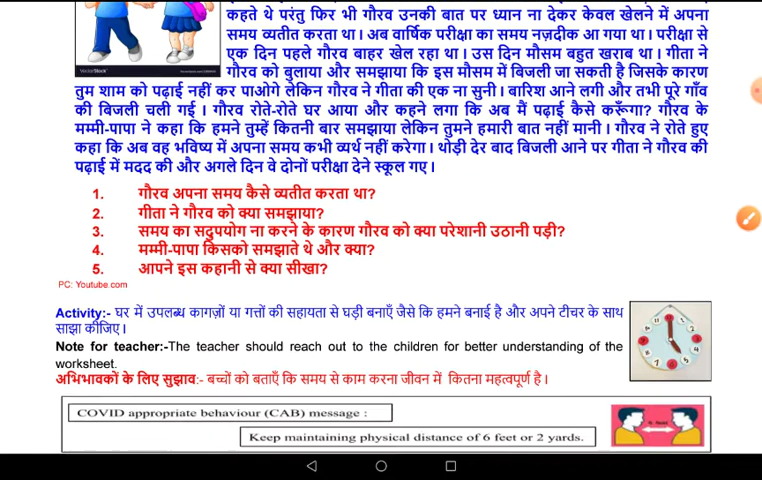 कहते थे परंतु फिर भी गौरव उनकी बात पर ध्यान ना देकर केवल खेलने में अपना
समय व्यतीत करता था। अब वार्षिक परीक्षा का समय नज़दीक आ गया था। परीक्षा से
एक दिन पहले गौरव बाहर खेल रहा था। उस दिन मौसम बहुत खराब था। गीता ने
गौरव को बुलाया और समझाया कि इस मौसम में बिजली जा सकती है जिसके कारण
तुम शाम को पढ़ाई नहीं कर पाओगे लेकिन गौरव ने गीता की एक ना सुनी। बारिश आने लगी और तभी पूरे गाँव
की बिजली चली गई । गौरव रोते-रोते घर आया और कहने लगा कि अब मैं पढ़ाई कैसे करूँगा? गौरव के
मम्मी-पापा ने कहा कि हमने तुम्हें कितनी बार समझाया लेकिन तुमने हमारी बात नहीं मानी । गौरव ने रोते हुए
कहा कि अब वह भविष्य में अपना समय कभी व्यर्थ नहीं करेगा। थोड़ी देर बाद बिजली आने पर गीता ने गौरव की
पढ़ाई में मदद की और अगले दिन वे दोनों परीक्षा देने स्कूल गए।
1. गौरव अपना समय कैसे व्यतीत करता था?
2. गीता ने गौरव को क्या समझाया?
3. समय का सदुपयोग ना करने के कारण गौरव को क्या परेशानी उठानी पड़ी?
4. मम्मी-पापा किसको समझाते थे और क्या?
5. आपने इस कहानी से क्या सीखा?
PC: Youtube.com
Activity:- घर में उपलब्ध कागज़ों या गत्तों की सहायता से घड़ी बनाएँ जैसे कि हमने बनाई है और अपने टीचर के साथ
साझा कीजिए।
Note for teacher:-The teacher should reach out to the children for better understanding of the
worksheet.
अभिभावकों के लिए सुझाव:- बच्चों को बताएँ कि समय से काम करना जीवन में कितना महत्वपूर्ण है।
COVID appropriate behaviour (CAB) message :
Keep maintaining physical distance of 6 feet or 2 yards.